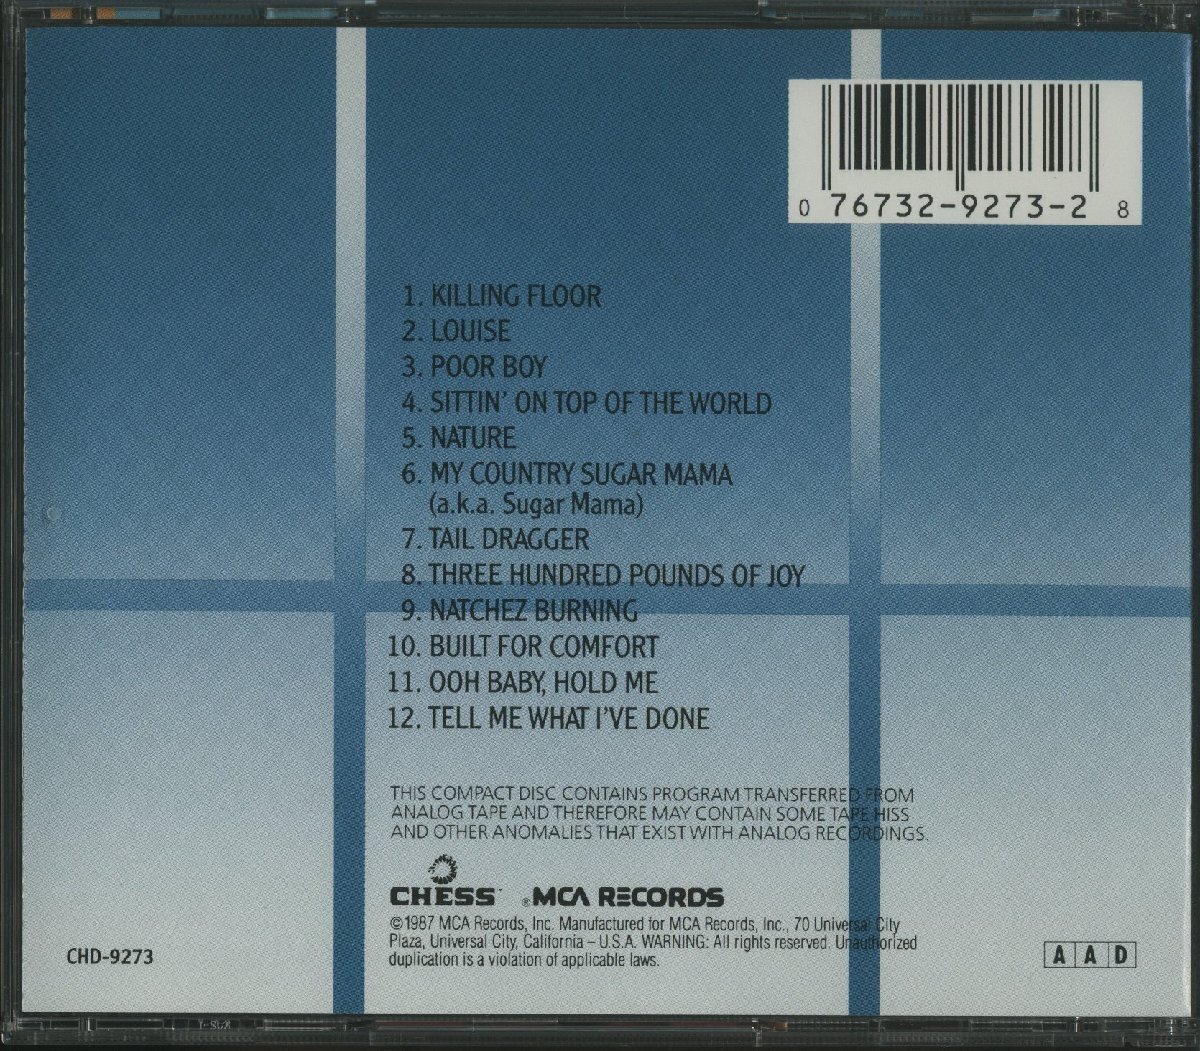 0 76732-9273-2 8
1. KILLING FLOOR
2. LOUISE
3. POOR BOY
4. SITTIN' ON TOP OF THE WORLD
5. NATURE
6. MY COUNTRY SUGAR MAMA
(a.k.a. Sugar Mama)
7. TAIL DRAGGER
8. THREE HUNDRED POUNDS OF JOY
9. NATCHEZ BURNING
10. BUILT FOR COMFORT
11. OOH BABY, HOLD ME
12. TELL ME WHAT I'VE DONE
THIS COMPACT DISC CONTAINS PROGRAM TRANSFERRED FROM
ANALOG TAPE AND THEREFORE MAY CONTAIN SOME TAPE HISS
AND OTHER ANOMALIES THAT EXIST WITH ANALOG RECORDINGS.
CHESS ®MCA RECORDS
©1987 MCA Records, Inc. Manufactured for MCA Records, Inc., 70 Universal City
Plaza, Universal City, California – U.S.A. WARNING: All rights reserved. Unauthorized
duplication is a violation of applicable laws.
CHD-9273
A A D